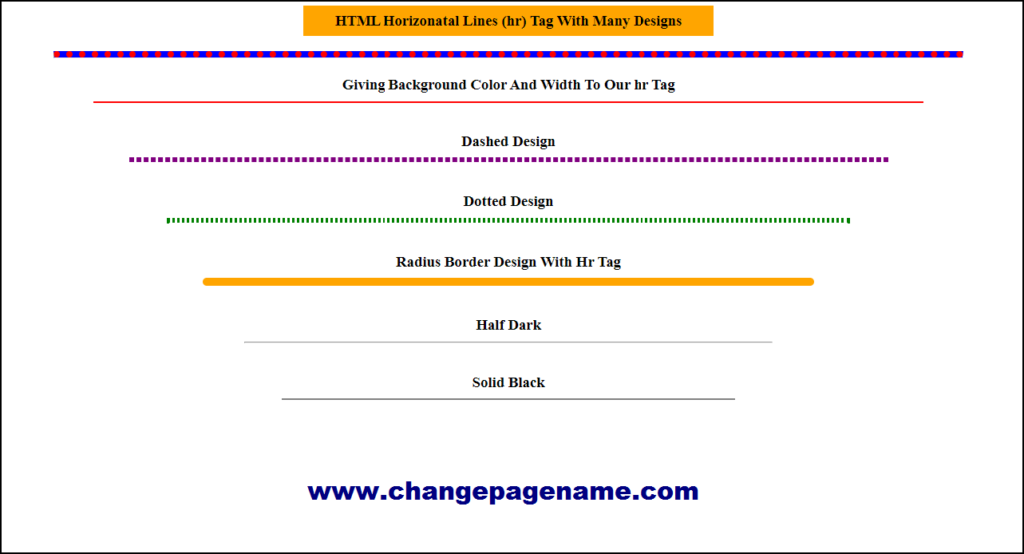 HTML Horizonatal Lines (hr) Tag With Many Designs
Giving Background Color And Width To Our hr Tag
Dashed Design
Dotted Design
Radius Border Design With Hr Tag
Half Dark
Solid Black
www.changepagename.com